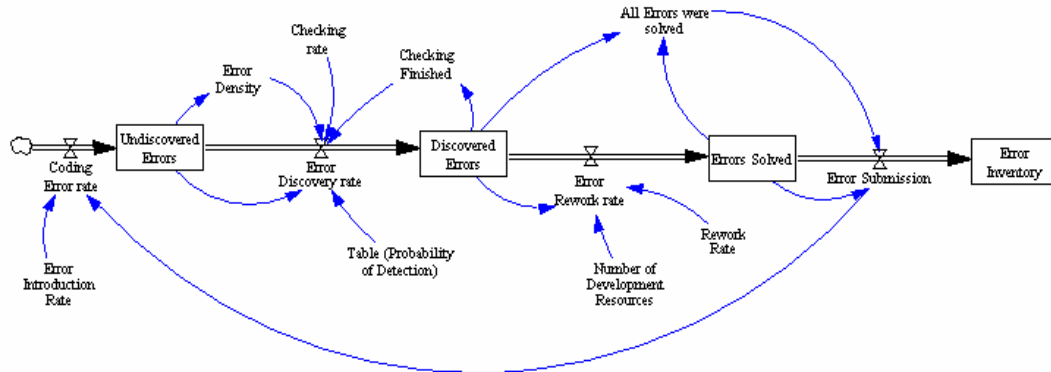 All Errors were
solved
Checking
rate
Checking
Finished
Error
Density
Undiscovered
Errors
Discovered
Errors
Errors Solved
Error
Inventory
Coding
Error rate
Error
Discovery rate
Error
Rework rate
Error Submission
Table (Probability
of Detection)
Rework
Rate
Error
Introduction
Rate
Number of
Development
Resources